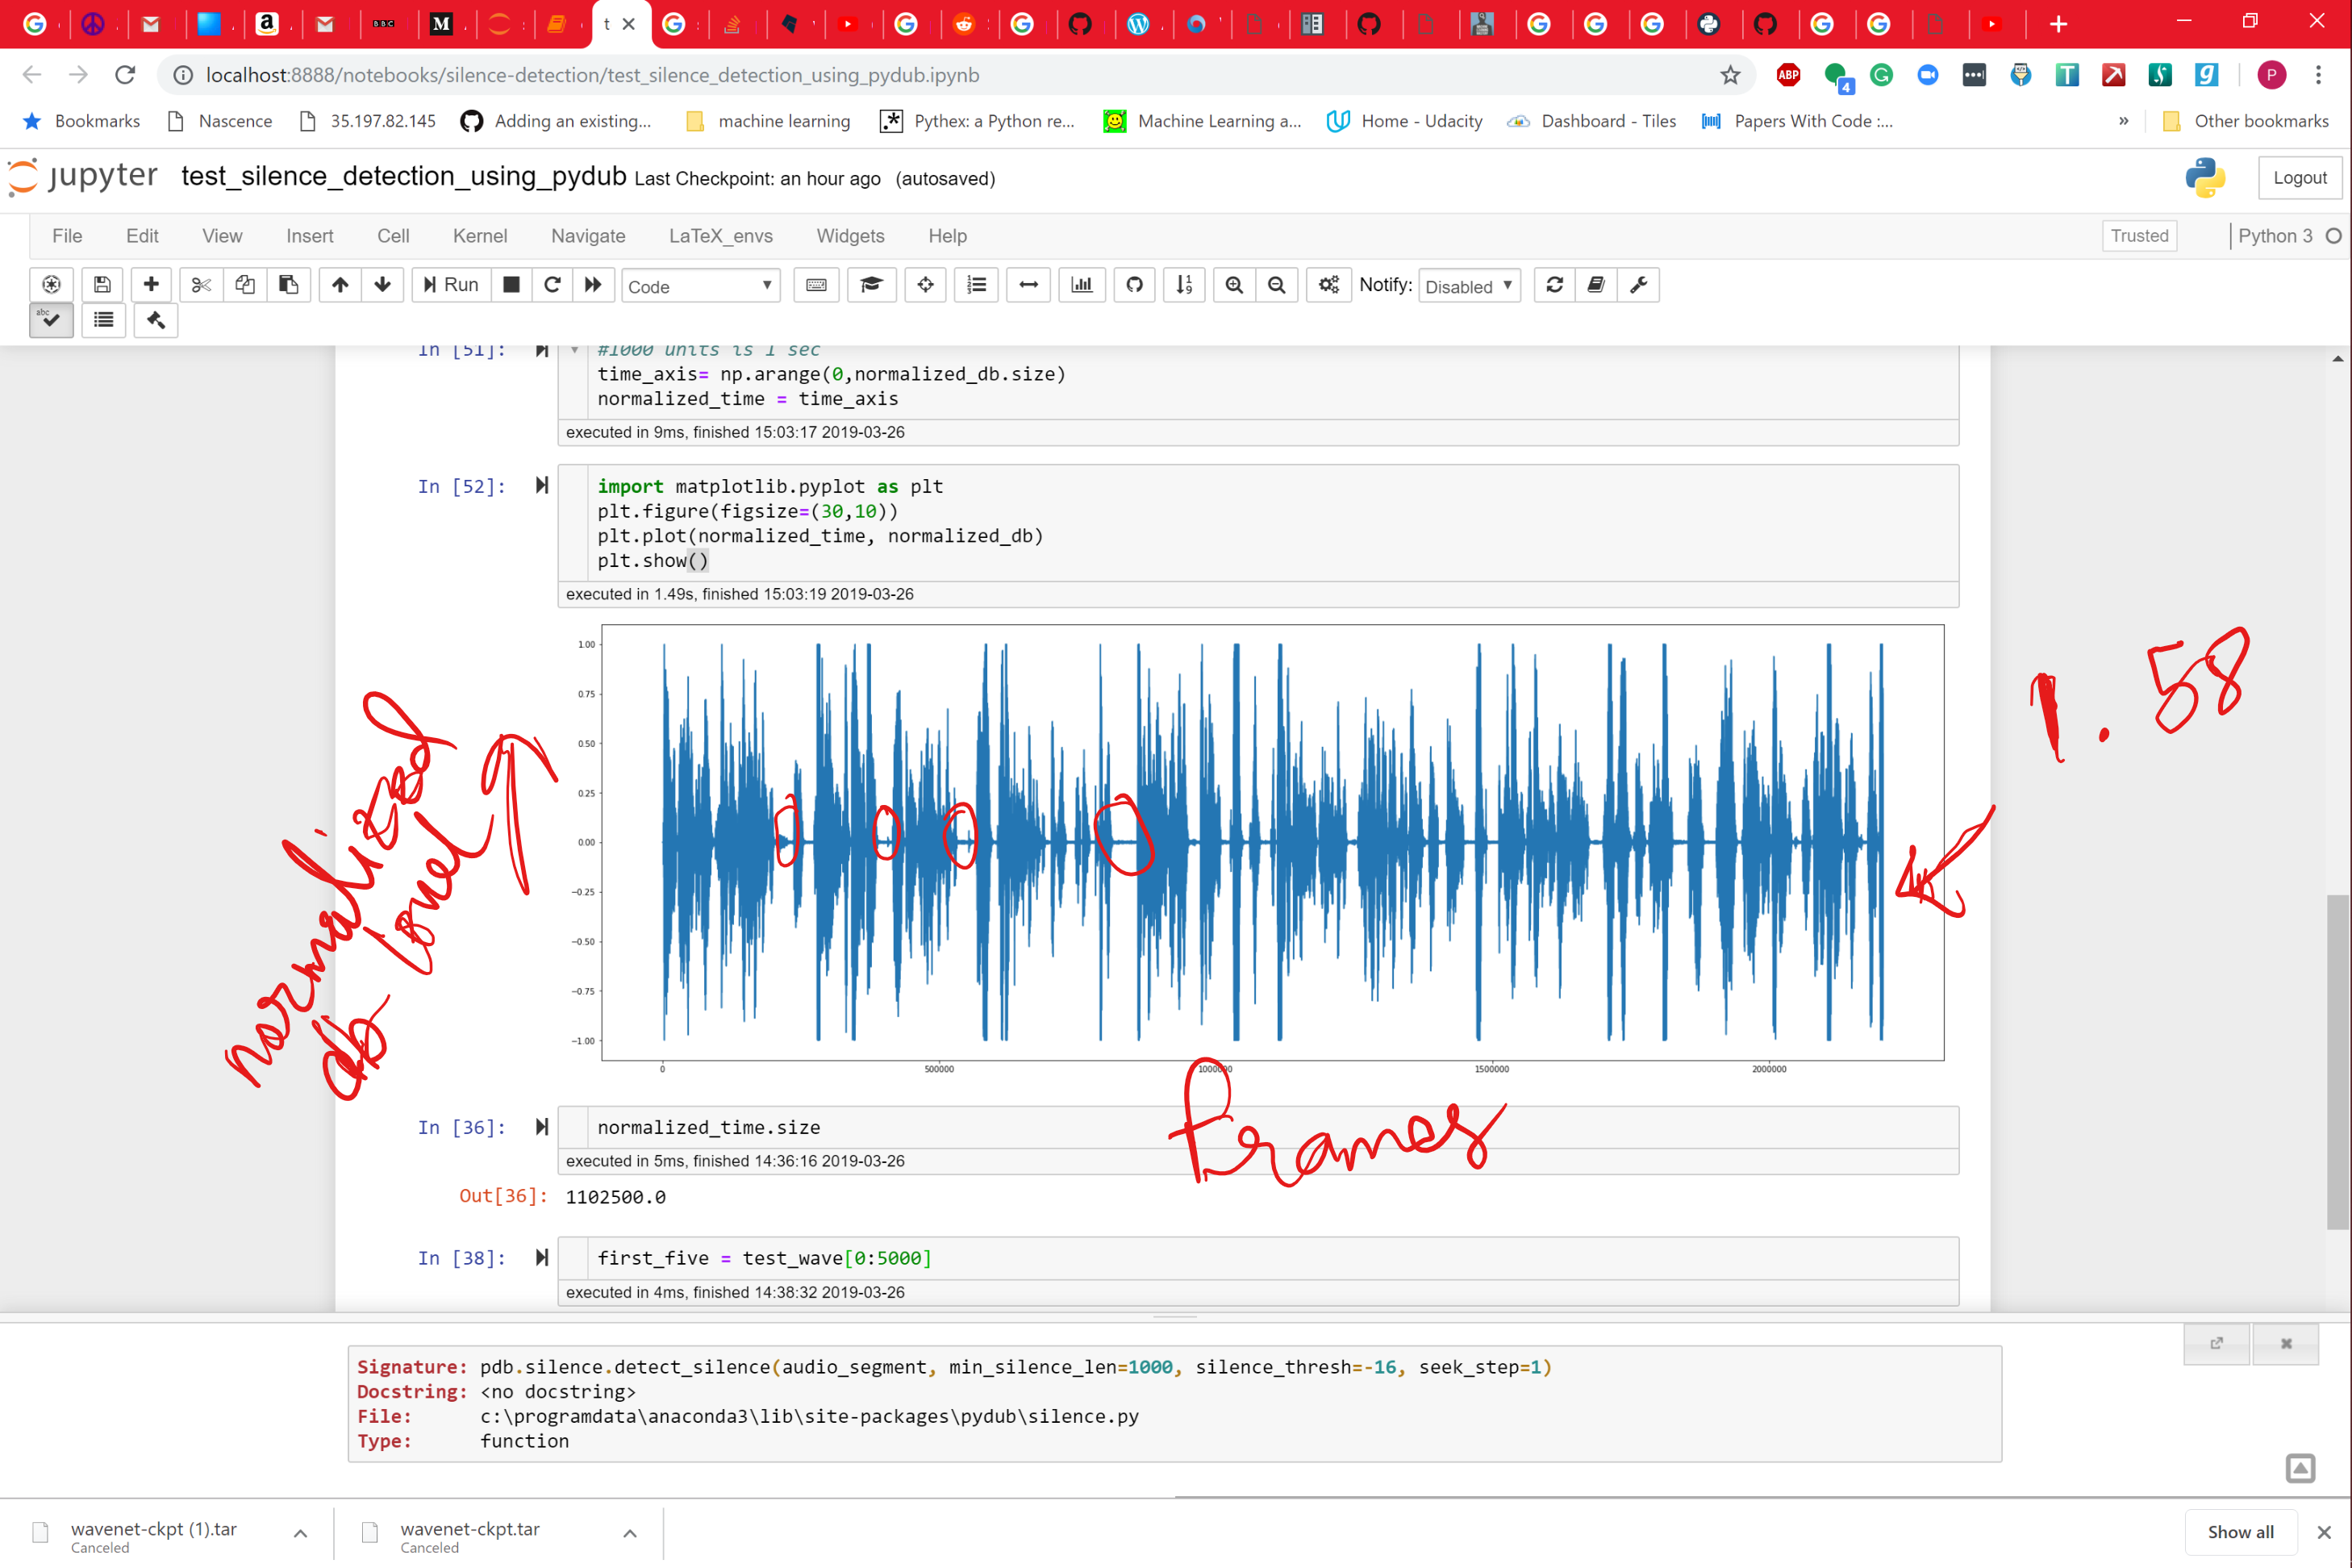 localhost:8888/notebooks/silence-detection/test_silence_detection_using_pydub.ipynb
ABP
4
P
Bookmarks
Nascence
35.197.82.145
Adding an existing...
machine learning
Pythex: a Python re...
Machine Learning a...
Home - Udacity
Dashboard - Tiles
Papers With Code :...
»
Other bookmarks
jupyter test_silence_detection_using_pydub Last Checkpoint: an hour ago (autosaved)
Logout
File Edit View Insert Cell Kernel Navigate LaTeX_envs Widgets Help
Trusted
Python 3
Run
Code
Notify: Disabled
abc
In [51]:
#1000 units is 1 sec
time_axis= np.arange(0,normalized_db.size)
normalized_time = time_axis
executed in 9ms, finished 15:03:17 2019-03-26
In [52]:
import matplotlib.pyplot as plt
plt.figure(figsize=(30,10))
plt.plot(normalized_time, normalized_db)
plt.show()
executed in 1.49s, finished 15:03:19 2019-03-26
1.00
0.75
0.50
0.25
0.00
−0.25
−0.50
−0.75
−1.00
0 500000 1000000 1500000 2000000
normalized
db level
1.58
frames
In [36]:
normalized_time.size
executed in 5ms, finished 14:36:16 2019-03-26
Out[36]: 1102500.0
In [38]:
first_five = test_wave[0:5000]
executed in 4ms, finished 14:38:32 2019-03-26
Signature: pdb.silence.detect_silence(audio_segment, min_silence_len=1000, silence_thresh=-16, seek_step=1)
Docstring: <no docstring>
File: c:\programdata\anaconda3\lib\site-packages\pydub\silence.py
Type: function
wavenet-ckpt (1).tar
Canceled
wavenet-ckpt.tar
Canceled
Show all